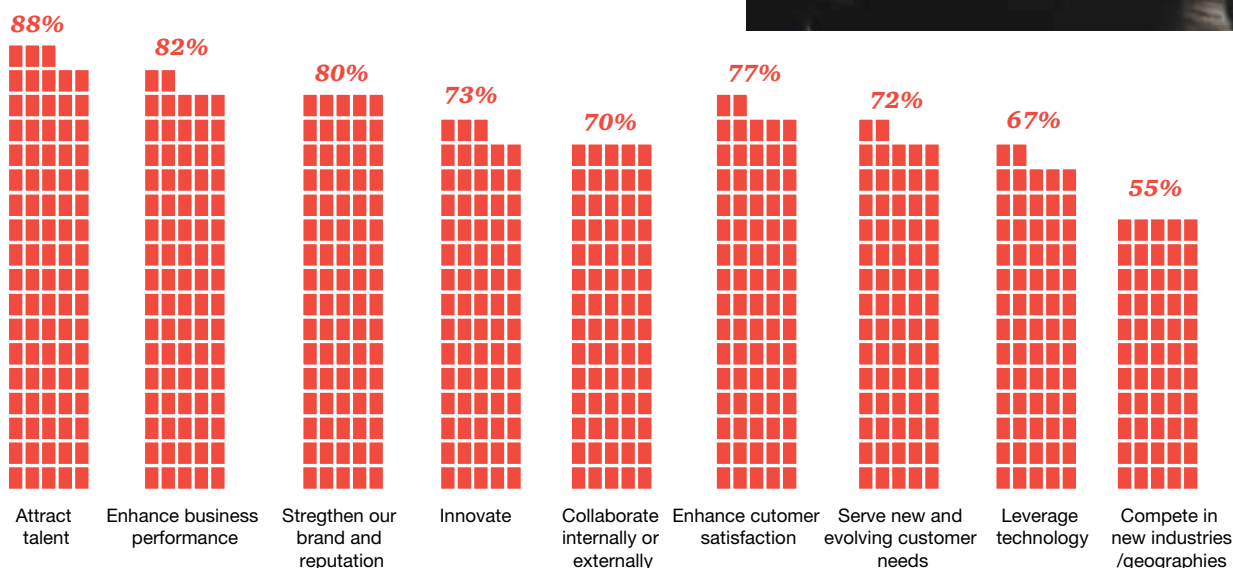 88%
82%
80%
73%
70%
77%
72%
67%
55%
Attract
talent
Enhance business
performance
Stregthen our
brand and
reputation
Innovate
Collaborate
internally or
externally
Enhance cutomer
satisfaction
Serve new and
evolving customer
needs
Leverage
technology
Compete in
new industries
/geographies